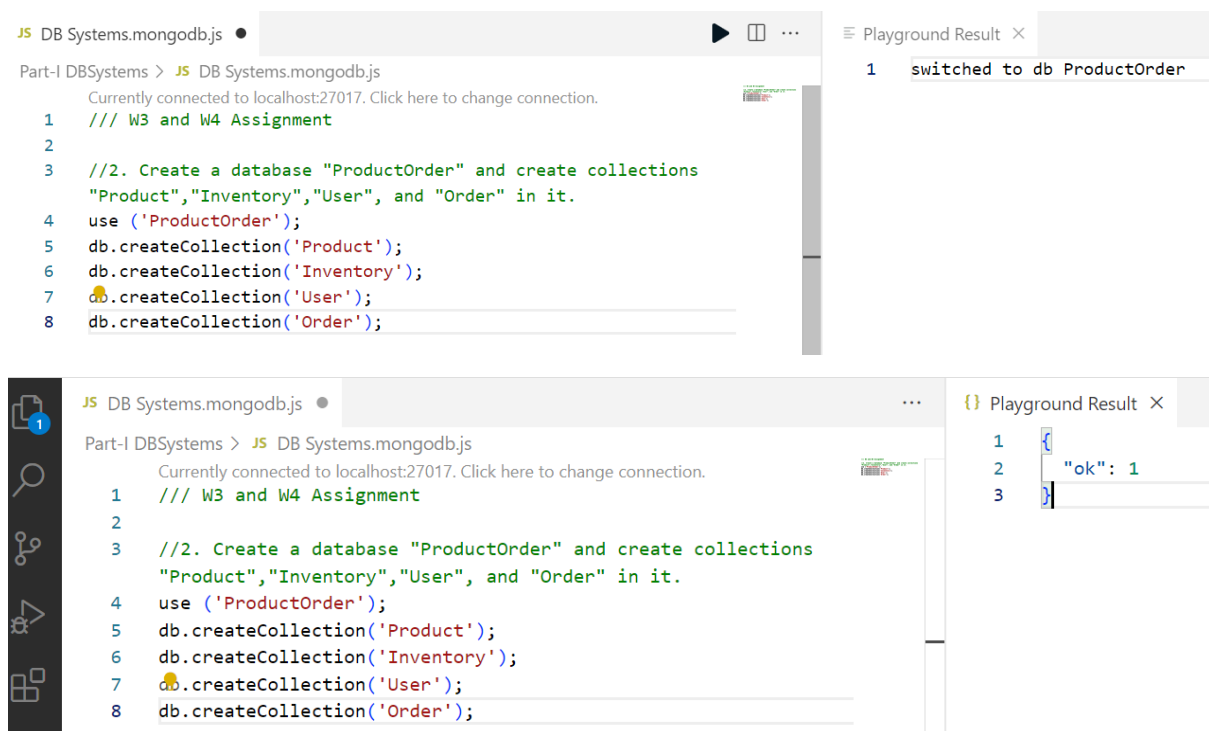 JS DB Systems.mongodb.js
Playground Result
Part-I DBSystems > JS DB Systems.mongodb.js
Currently connected to localhost:27017. Click here to change connection.
1 /// W3 and W4 Assignment
2
3 //2. Create a database "ProductOrder" and create collections
"Product","Inventory","User", and "Order" in it.
4 use ('ProductOrder');
5 db.createCollection('Product');
6 db.createCollection('Inventory');
7 db.createCollection('User');
8 db.createCollection('Order');
1 switched to db ProductOrder
1
JS DB Systems.mongodb.js
{} Playground Result
Part-I DBSystems > JS DB Systems.mongodb.js
Currently connected to localhost:27017. Click here to change connection.
1 /// W3 and W4 Assignment
2
3 //2. Create a database "ProductOrder" and create collections
"Product","Inventory","User", and "Order" in it.
4 use ('ProductOrder');
5 db.createCollection('Product');
6 db.createCollection('Inventory');
7 db.createCollection('User');
8 db.createCollection('Order');
1 {
2 "ok": 1
3 }